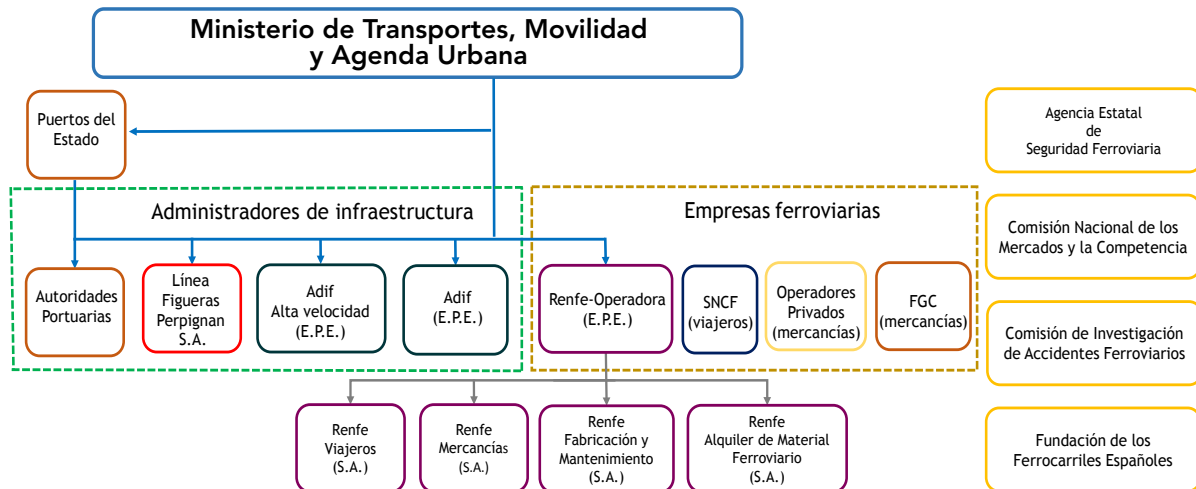 Ministerio de Transportes, Movilidad
y Agenda Urbana
Puertos del
Estado
Agencia Estatal
de
Seguridad Ferroviaria
Administradores de infraestructura
Empresas ferroviarias
Comisión Nacional de los
Mercados y la Competencia
Autoridades
Portuarias
Línea
Figueras
Perpignan
S.A.
Adif
Alta velocidad
(E.P.E.)
Adif
(E.P.E.)
Renfe-Operadora
(E.P.E.)
SNCF
(viajeros)
Operadores
Privados
(mercancías)
FGC
(mercancías)
Comisión de Investigación
de Accidentes Ferroviarios
Renfe
Viajeros
(S.A.)
Renfe
Mercancías
(S.A.)
Renfe
Fabricación y
Mantenimiento
(S.A.)
Renfe
Alquiler de Material
Ferroviario
(S.A.)
Fundación de los
Ferrocarriles Españoles